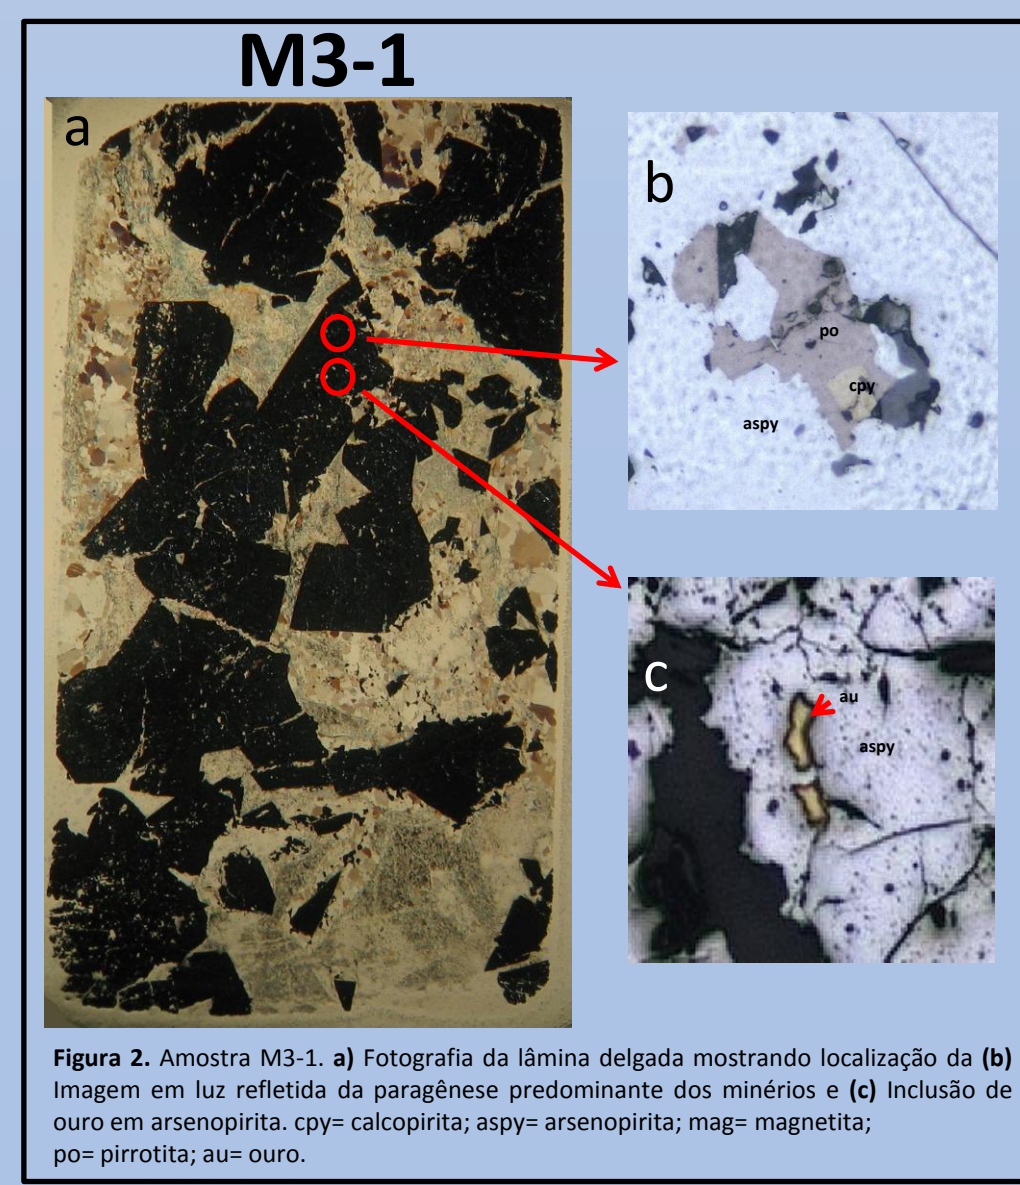 M3-1
a
b
po
cpy
aspy
c
au
aspy
Figura 2. Amostra M3-1. a) Fotografia da lâmina delgada mostrando localização da (b)
Imagem em luz refletida da paragênese predominante dos minérios e (c) Inclusão de
ouro em arsenopirita. cpy= calcopirita; aspy= arsenopirita; mag= magnetita;
po= pirrotita; au= ouro.